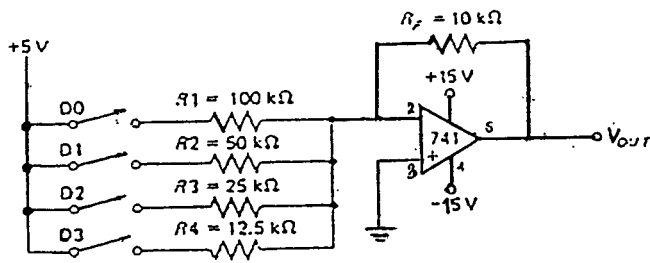 R_F = 10 kΩ
+5 V
+15 V
D0
R1 = 100 kΩ
2
741
5
V_OUT
D1
R2 = 50 kΩ
+
3
4
D2
R3 = 25 kΩ
-15 V
D3
R4 = 12.5 kΩ